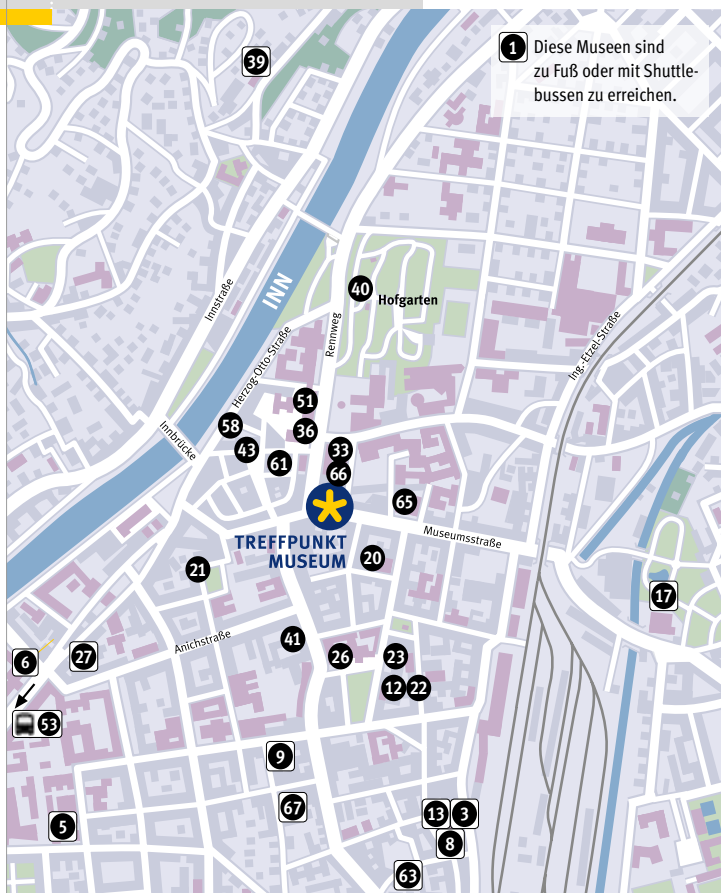 1 Diese Museen sind
zu Fuß oder mit Shuttle-
bussen zu erreichen.
39
INN
Innstraße
40
Hofgarten
Rennweg
Herzog-Otto-Straße
Ing.-Etzel-Straße
51
58
36
Innbrücke
43
33
61
66
65
TREFFPUNKT
MUSEUM
Museumsstraße
20
21
17
Anichstraße
41
6
27
26
23
12
22
53
9
67
13
3
5
8
63